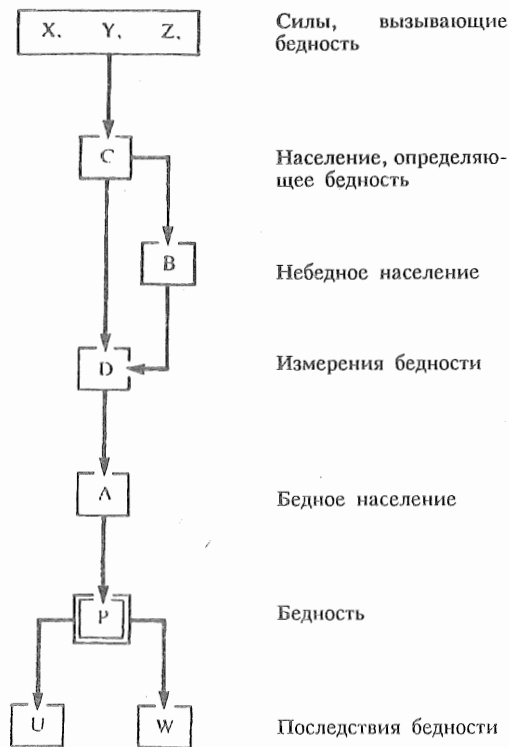 X. Y. Z.
Силы, вызывающие
бедность
C
Население, определяю-
щее бедность
B
Небедное население
D
Измерения бедности
A
Бедное население
P
Бедность
U W
Последствия бедности